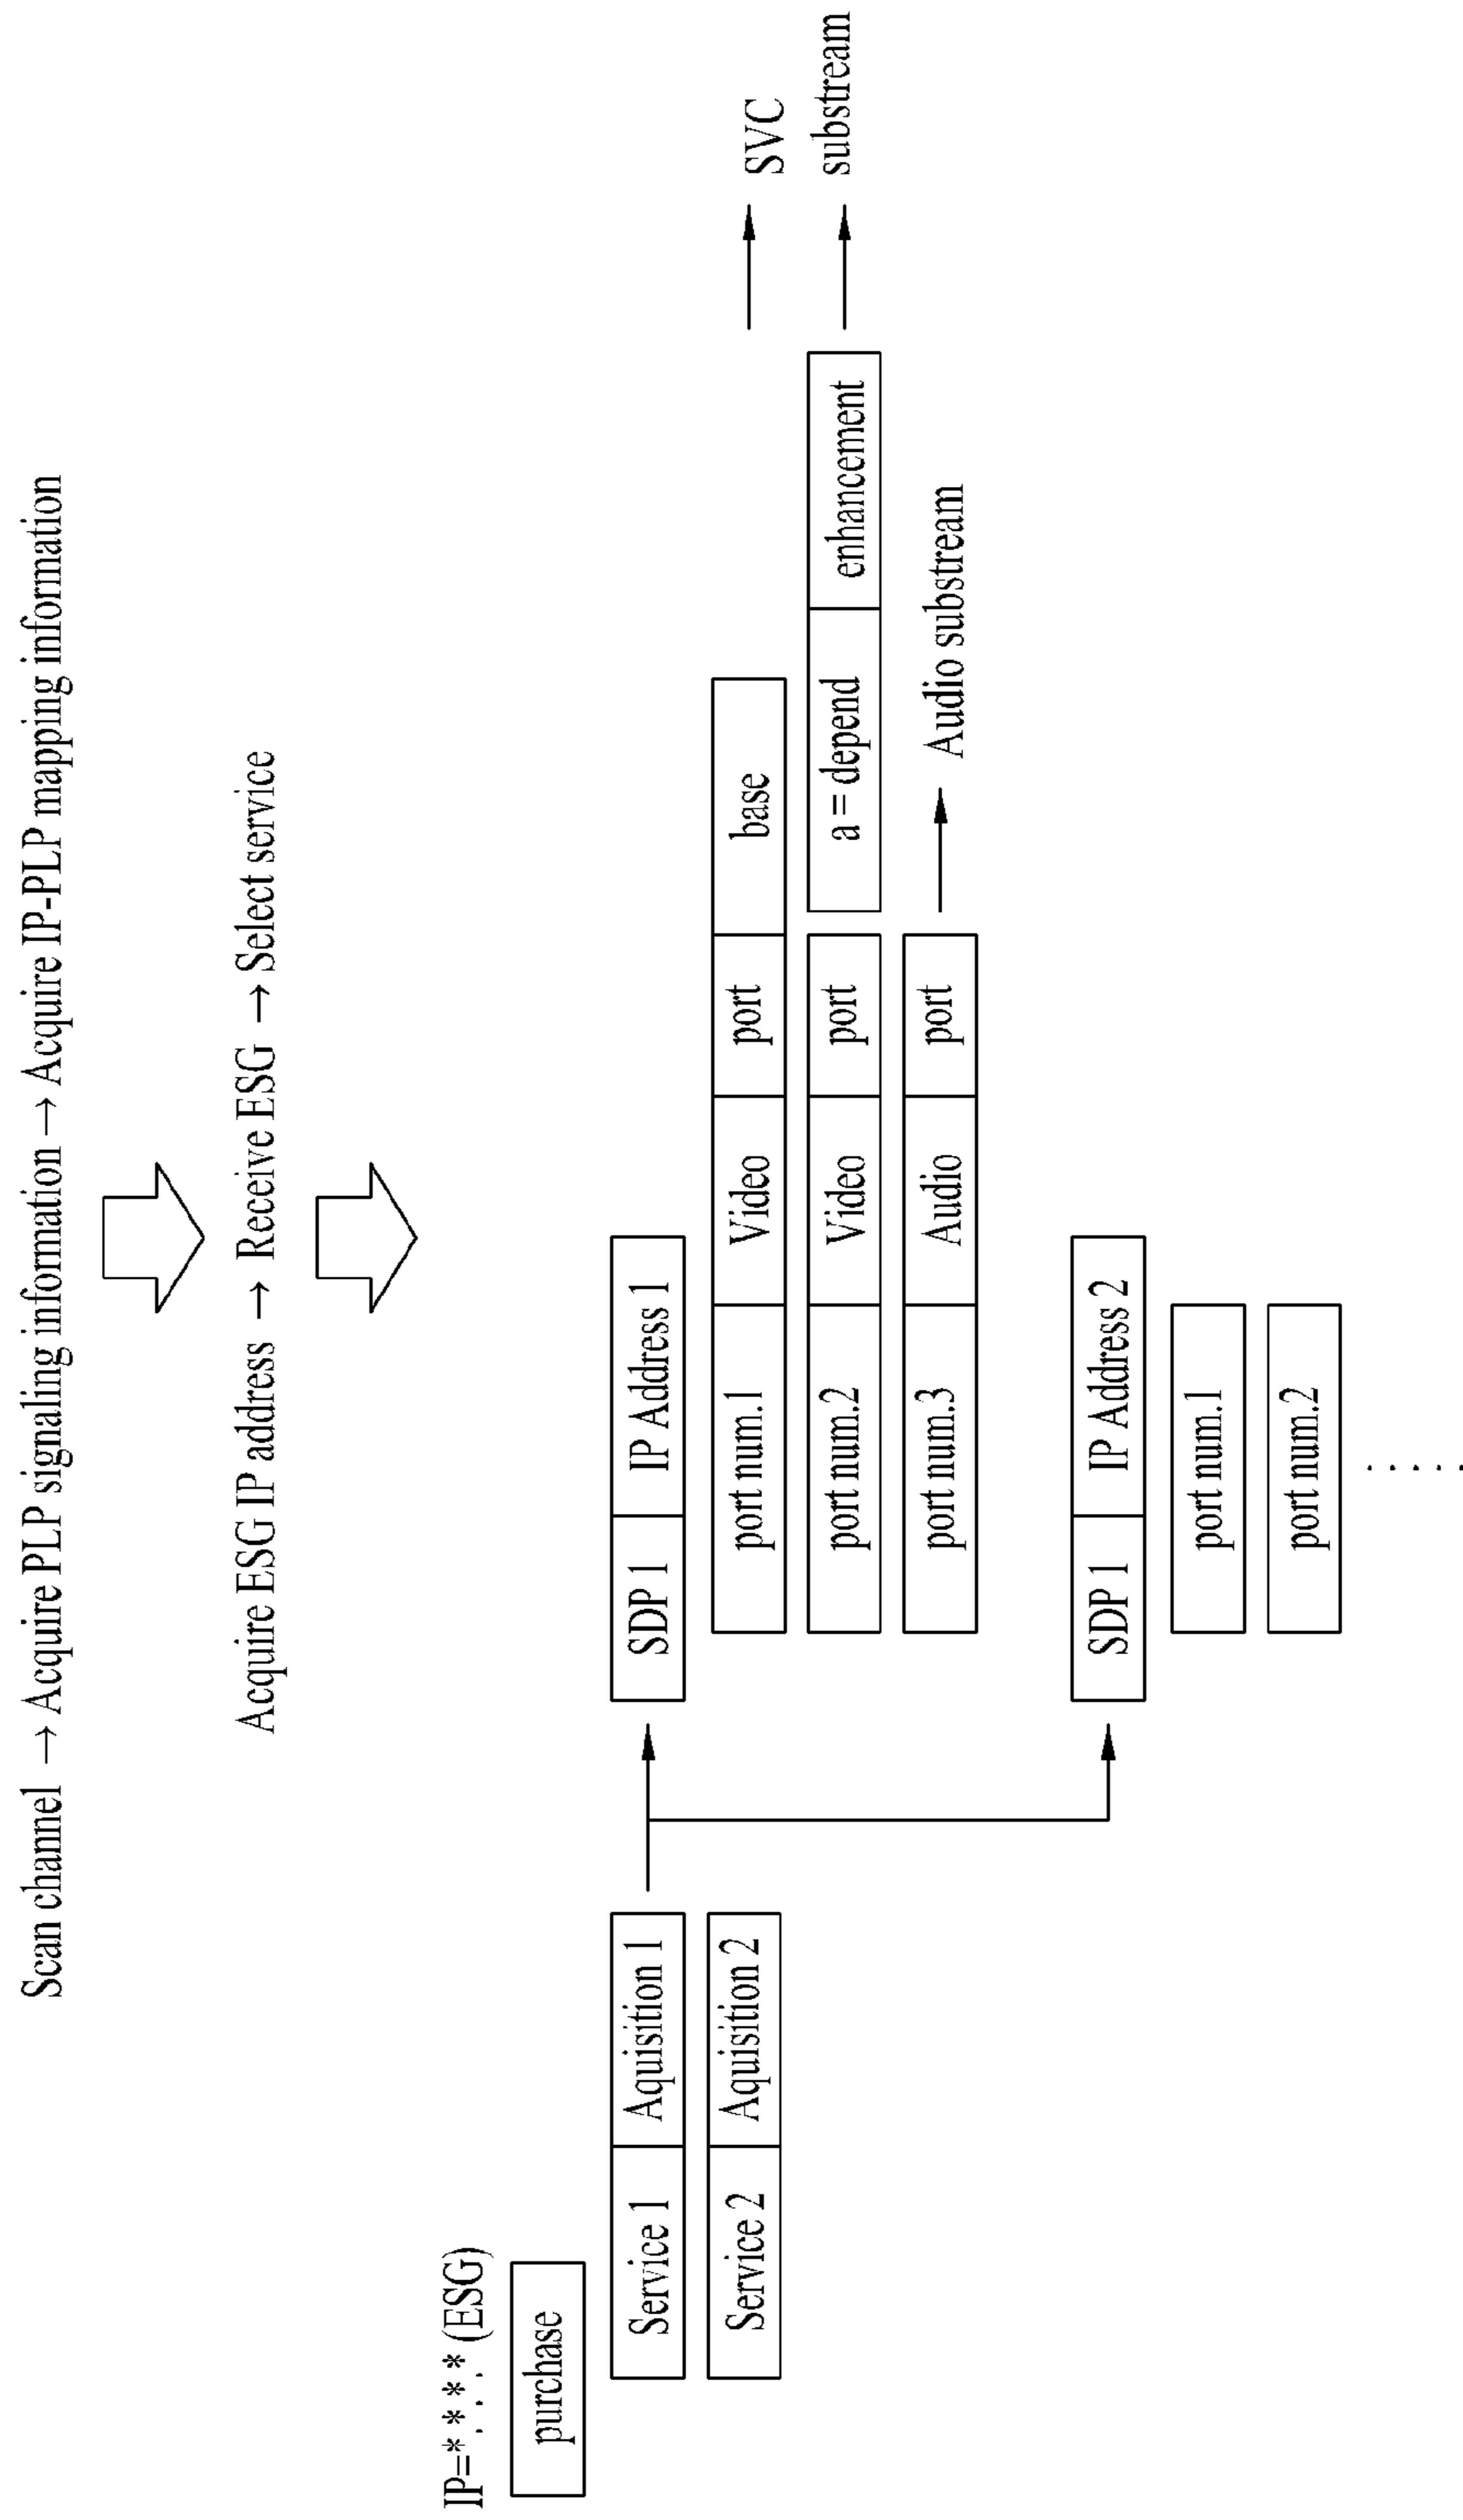 Scan channel → Acquire PLP signaling information → Acquire IP-PLP mapping information
Acquire ESG IP address → Receive ESG → Select service
IP=*.*.*.* (ESG)
purchase
Service 1 Aquisition 1
Service 2 Aquisition 2
SDP 1 IP Address 1
port num.1 Video port base
SVC
port num.2 Video port a = depend enhancement
substream
port num.3 Audio port
Audio substream
SDP 1 IP Address 2
port num.1
port num.2
.....